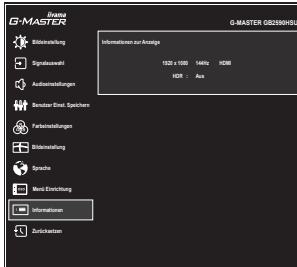 iiyama
G-MASTER
G-MASTER GB2590HSU
Bildeinstellung
Informationen zur Anzeige
Signalauswahl
1920 x 1080 144Hz HDMI
HDR : Aus
Audioeinstellungen
Benutzer Einst. Speichern
Farbeinstellungen
Bildeinstellung
Sprache
Menü Einrichtung
Informationen
Zurücksetzen